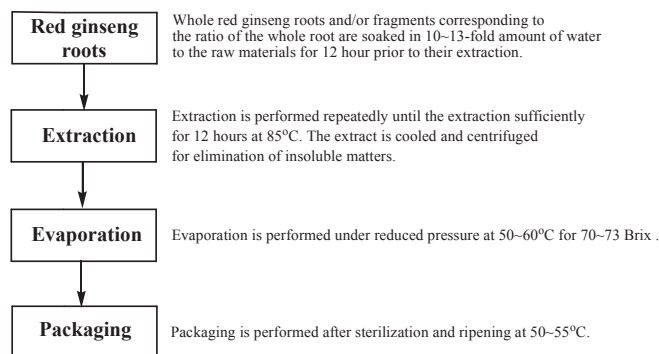 Red ginseng
roots
Whole red ginseng roots and/or fragments corresponding to
the ratio of the whole root are soaked in 10~13-fold amount of water
to the raw materials for 12 hour prior to their extraction.
Extraction
Extraction is performed repeatedly until the extraction sufficiently
for 12 hours at 85°C. The extract is cooled and centrifuged
for elimination of insoluble matters.
Evaporation
Evaporation is performed under reduced pressure at 50~60°C for 70~73 Brix .
Packaging
Packaging is performed after sterilization and ripening at 50~55°C.